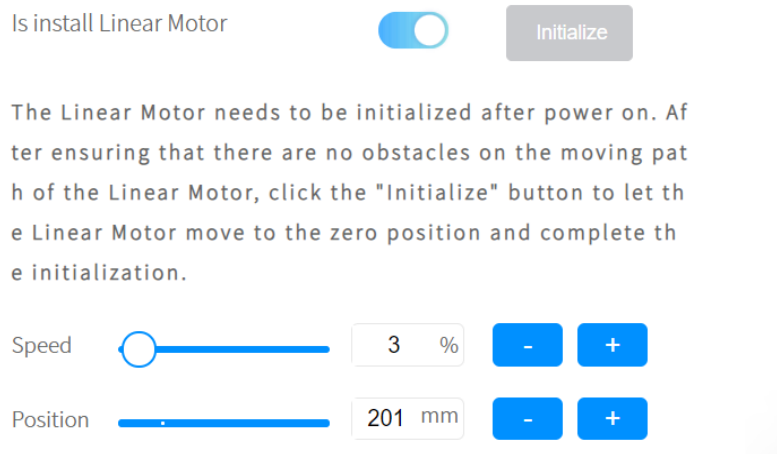 Is install Linear Motor
Initialize
The Linear Motor needs to be initialized after power on. Af
ter ensuring that there are no obstacles on the moving pat
h of the Linear Motor, click the "Initialize" button to let th
e Linear Motor move to the zero position and complete th
e initialization.
Speed 3 % - +
Position 201 mm - +